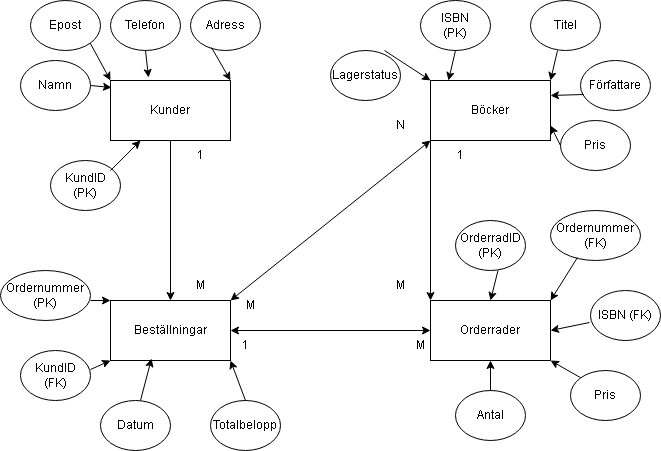 Epost
Telefon
Adress
ISBN
(PK)
Titel
Namn
Lagerstatus
Författare
Kunder
Böcker
N
1
1
Pris
KundID
(PK)
Ordernummer
(FK)
OrderradID
(PK)
Ordernummer
(PK)
M
M
M
ISBN (FK)
Beställningar
Orderrader
1
M
KundID
(FK)
Pris
Antal
Datum
Totalbelopp